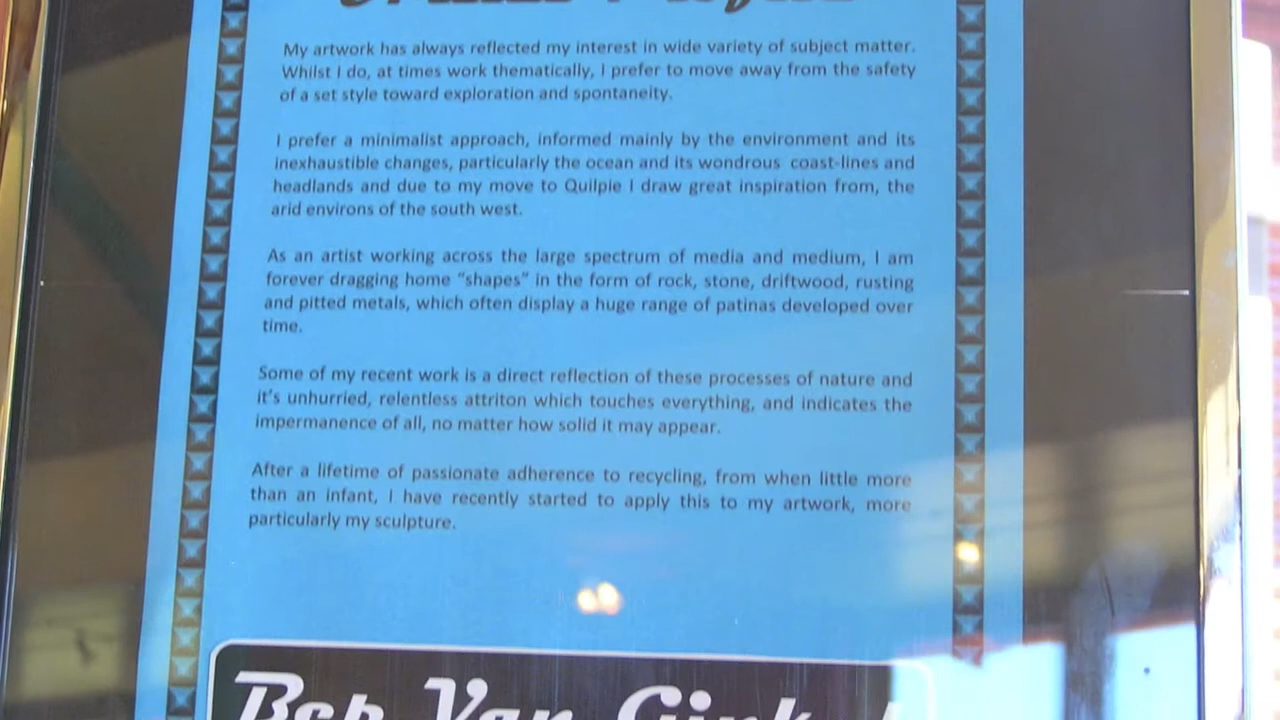 My artwork has always reflected my interest in wide variety of subject matter.
Whilst I do, at times work thematically, I prefer to move away from the safety
of a set style toward exploration and spontaneity.
I prefer a minimalist approach, informed mainly by the environment and its
inexhaustible changes, particularly the ocean and its wondrous coast-lines and
headlands and due to my move to Quilpie I draw great inspiration from, the
arid environs of the south west.
As an artist working across the large spectrum of media and medium, I am
forever dragging home “shapes” in the form of rock, stone, driftwood, rusting
and pitted metals, which often display a huge range of patinas developed over
time.
Some of my recent work is a direct reflection of these processes of nature and
it's unhurried, relentless attriton which touches everything, and indicates the
impermanence of all, no matter how solid it may appear.
After a lifetime of passionate adherence to recycling, from when little more
than an infant, I have recently started to apply this to my artwork, more
particularly my sculpture.
Van